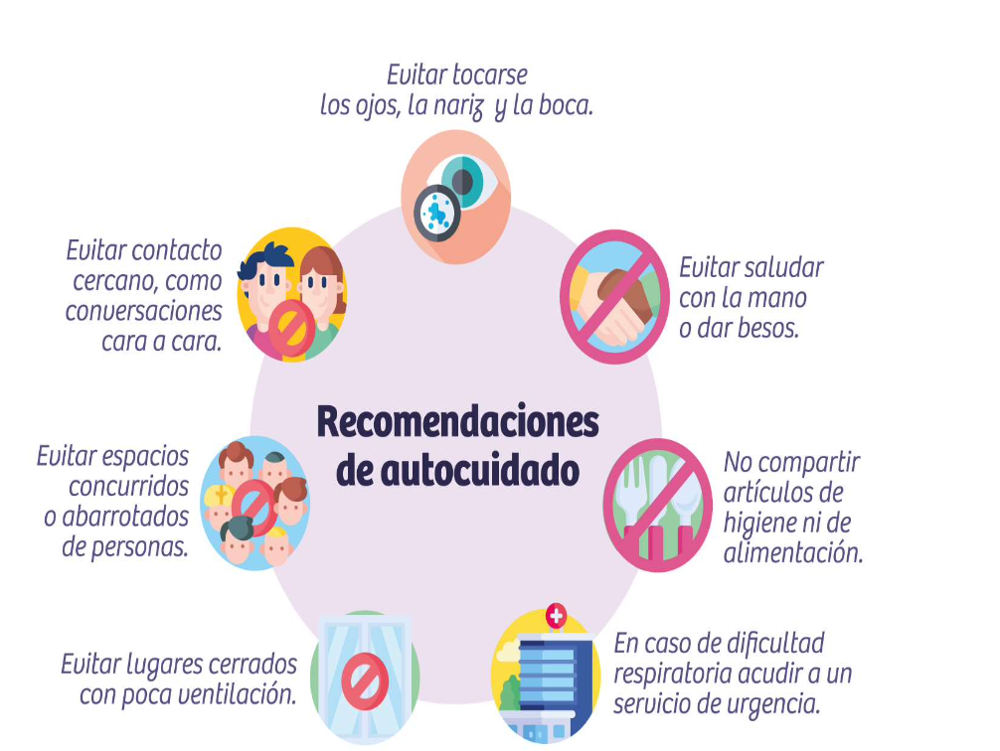 Evitar tocarse
los ojos, la nariz y la boca.
Evitar contacto
cercano, como
conversaciones
cara a cara.
Evitar saludar
con la mano
o dar besos.
Recomendaciones
de autocuidado
Evitar espacios
concurridos
o abarrotados
de personas.
No compartir
artículos de
higiene ni de
alimentación.
Evitar lugares cerrados
con poca ventilación.
En caso de dificultad
respiratoria acudir a un
servicio de urgencia.